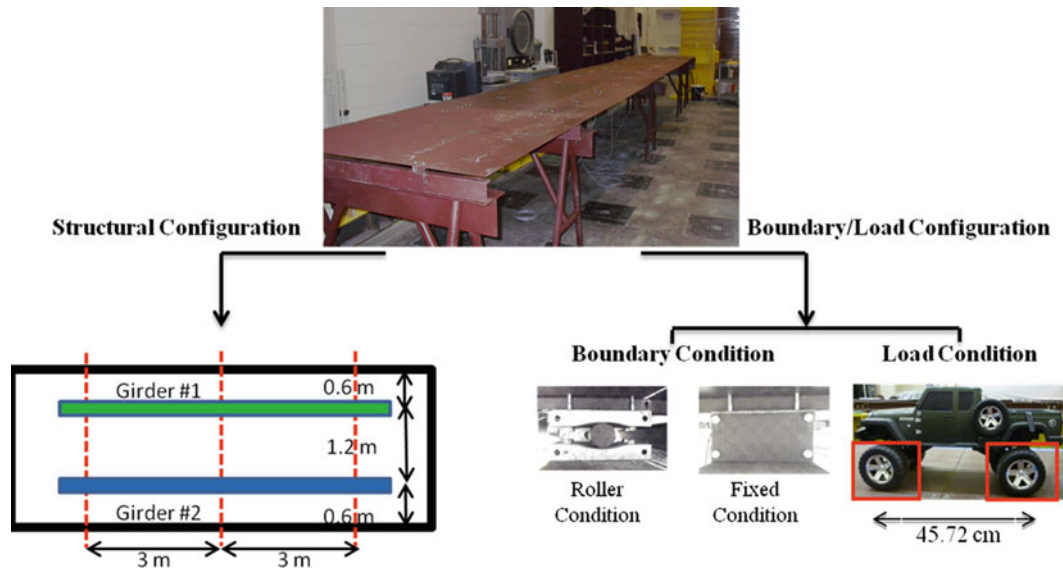 Structural Configuration
Boundary/Load Configuration
Girder #1
0.6 m
1.2 m
Girder #2
0.6 m
3 m
3 m
Boundary Condition
Load Condition
Roller
Condition
Fixed
Condition
45.72 cm